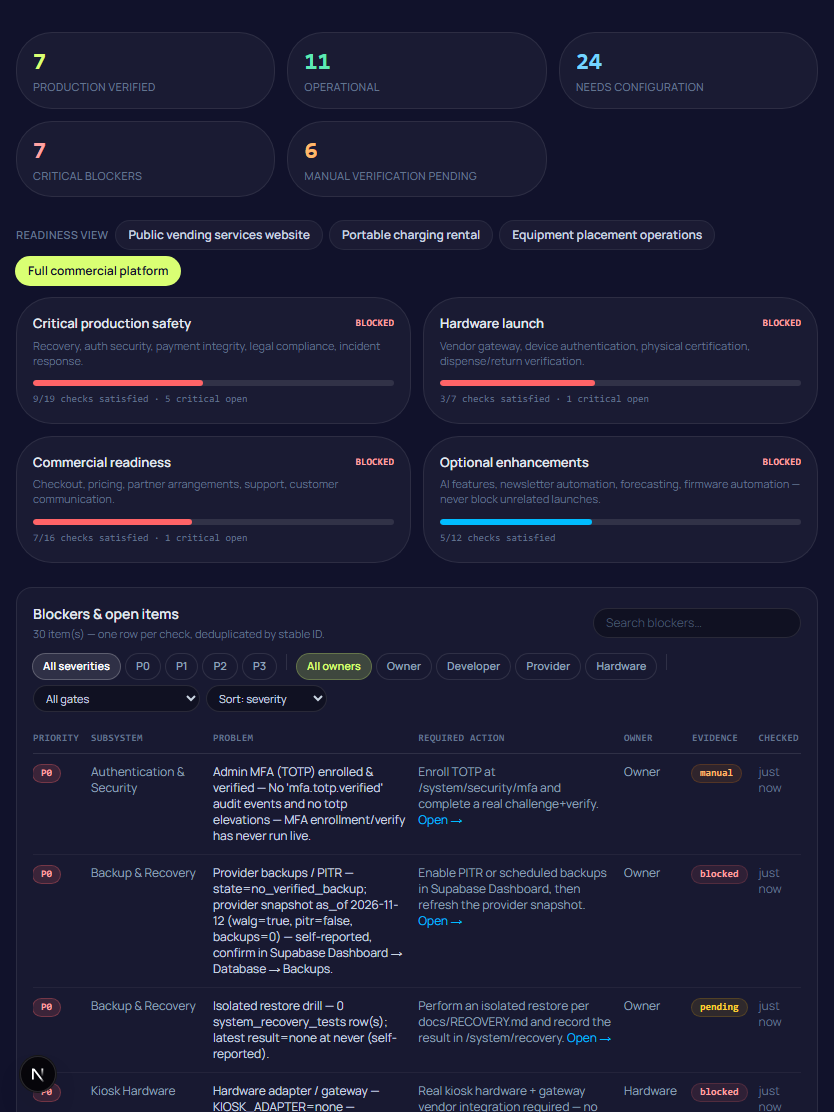 7
PRODUCTION VERIFIED
11
OPERATIONAL
24
NEEDS CONFIGURATION
7
CRITICAL BLOCKERS
6
MANUAL VERIFICATION PENDING
READINESS VIEW
Public vending services website
Portable charging rental
Equipment placement operations
Full commercial platform
Critical production safety
BLOCKED
Recovery, auth security, payment integrity, legal compliance, incident
response.
9/19 checks satisfied · 5 critical open
Hardware launch
BLOCKED
Vendor gateway, device authentication, physical certification,
dispense/return verification.
3/7 checks satisfied · 1 critical open
Commercial readiness
BLOCKED
Checkout, pricing, partner arrangements, support, customer
communication.
7/16 checks satisfied · 1 critical open
Optional enhancements
BLOCKED
AI features, newsletter automation, forecasting, firmware automation —
never block unrelated launches.
5/12 checks satisfied
Blockers & open items
30 item(s) — one row per check, deduplicated by stable ID.
Search blockers...
All severities
P0
P1
P2
P3
All owners
Owner
Developer
Provider
Hardware
All gates
Sort: severity
PRIORITY SUBSYSTEM PROBLEM REQUIRED ACTION OWNER EVIDENCE CHECKED
P0
Authentication &
Security
Admin MFA (TOTP) enrolled &
verified — No 'mfa.totp.verified'
audit events and no totp
elevations — MFA enrollment/verify
has never run live.
Enroll TOTP at
/system/security/mfa and
complete a real challenge+verify.
Open →
Owner
manual
just
now
P0
Backup & Recovery
Provider backups / PITR —
state=no_verified_backup;
provider snapshot as_of 2026-11-
12 (walg=true, pitr=false,
backups=0) — self-reported,
confirm in Supabase Dashboard →
Database → Backups.
Enable PITR or scheduled backups
in Supabase Dashboard, then
refresh the provider snapshot.
Open →
Owner
blocked
just
now
P0
Backup & Recovery
Isolated restore drill — 0
system_recovery_tests row(s);
latest result=none at never (self-
reported).
Perform an isolated restore per
docs/RECOVERY.md and record the
result in /system/recovery. Open →
Owner
pending
just
now
N
P0
Kiosk Hardware
Hardware adapter / gateway —
KIOSK_ADAPTER=none —
Real kiosk hardware + gateway
vendor integration required — no
Hardware
blocked
just
now